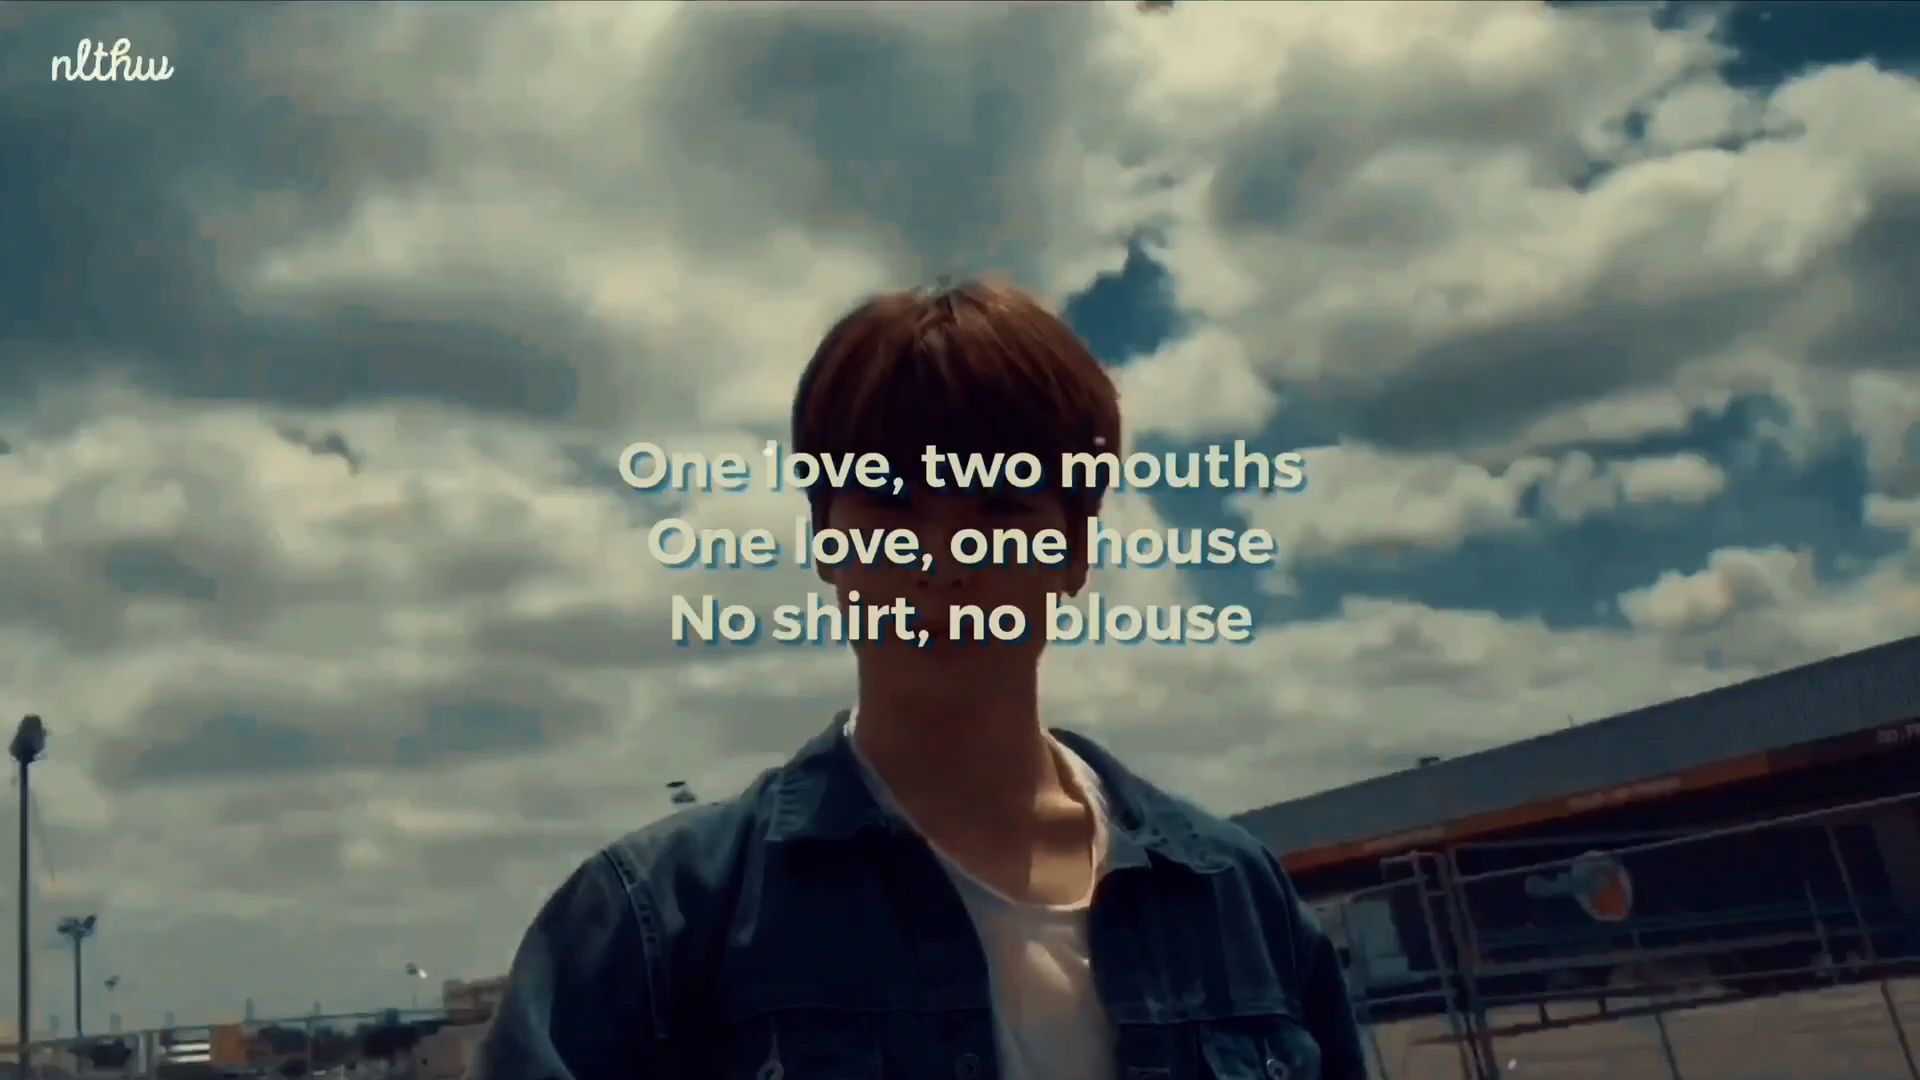 nlthw
One love, two mouths
One love, one house
No shirt, no blouse